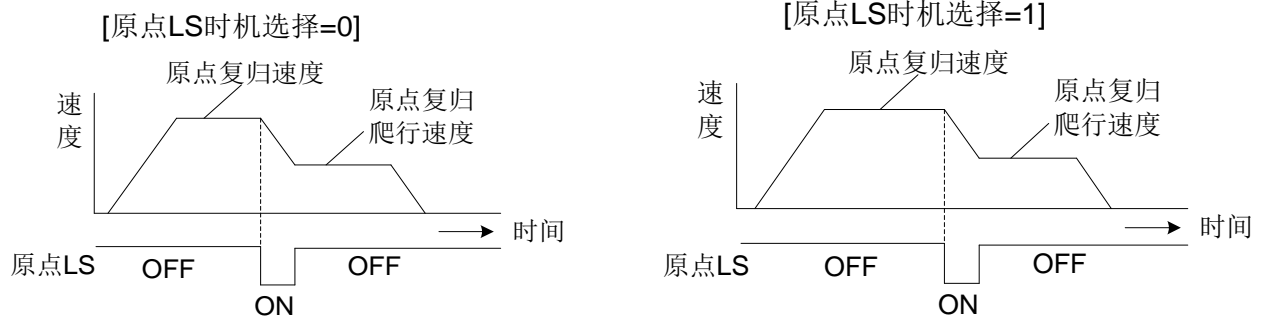 [原点LS时机选择=0]
原点复归速度
原点复归
爬行速度
速
度
时间
原点LS
OFF
OFF
ON
[原点LS时机选择=1]
原点复归速度
原点复归
爬行速度
速
度
时间
原点LS
OFF
OFF
ON